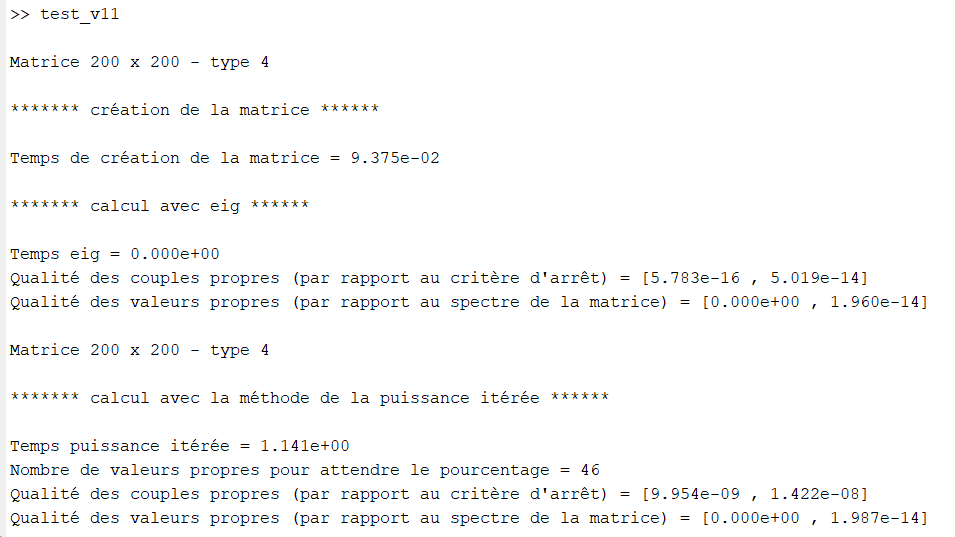 >> test_v11
Matrice 200 x 200 - type 4
******* création de la matrice ******
Temps de création de la matrice = 9.375e-02
******* calcul avec eig ******
Temps eig = 0.000e+00
Qualité des couples propres (par rapport au critère d'arrêt) = [5.783e-16 , 5.019e-14]
Qualité des valeurs propres (par rapport au spectre de la matrice) = [0.000e+00 , 1.960e-14]
Matrice 200 x 200 - type 4
******* calcul avec la méthode de la puissance itérée ******
Temps puissance itérée = 1.141e+00
Nombre de valeurs propres pour attendre le pourcentage = 46
Qualité des couples propres (par rapport au critère d'arrêt) = [9.954e-09 , 1.422e-08]
Qualité des valeurs propres (par rapport au spectre de la matrice) = [0.000e+00 , 1.987e-14]